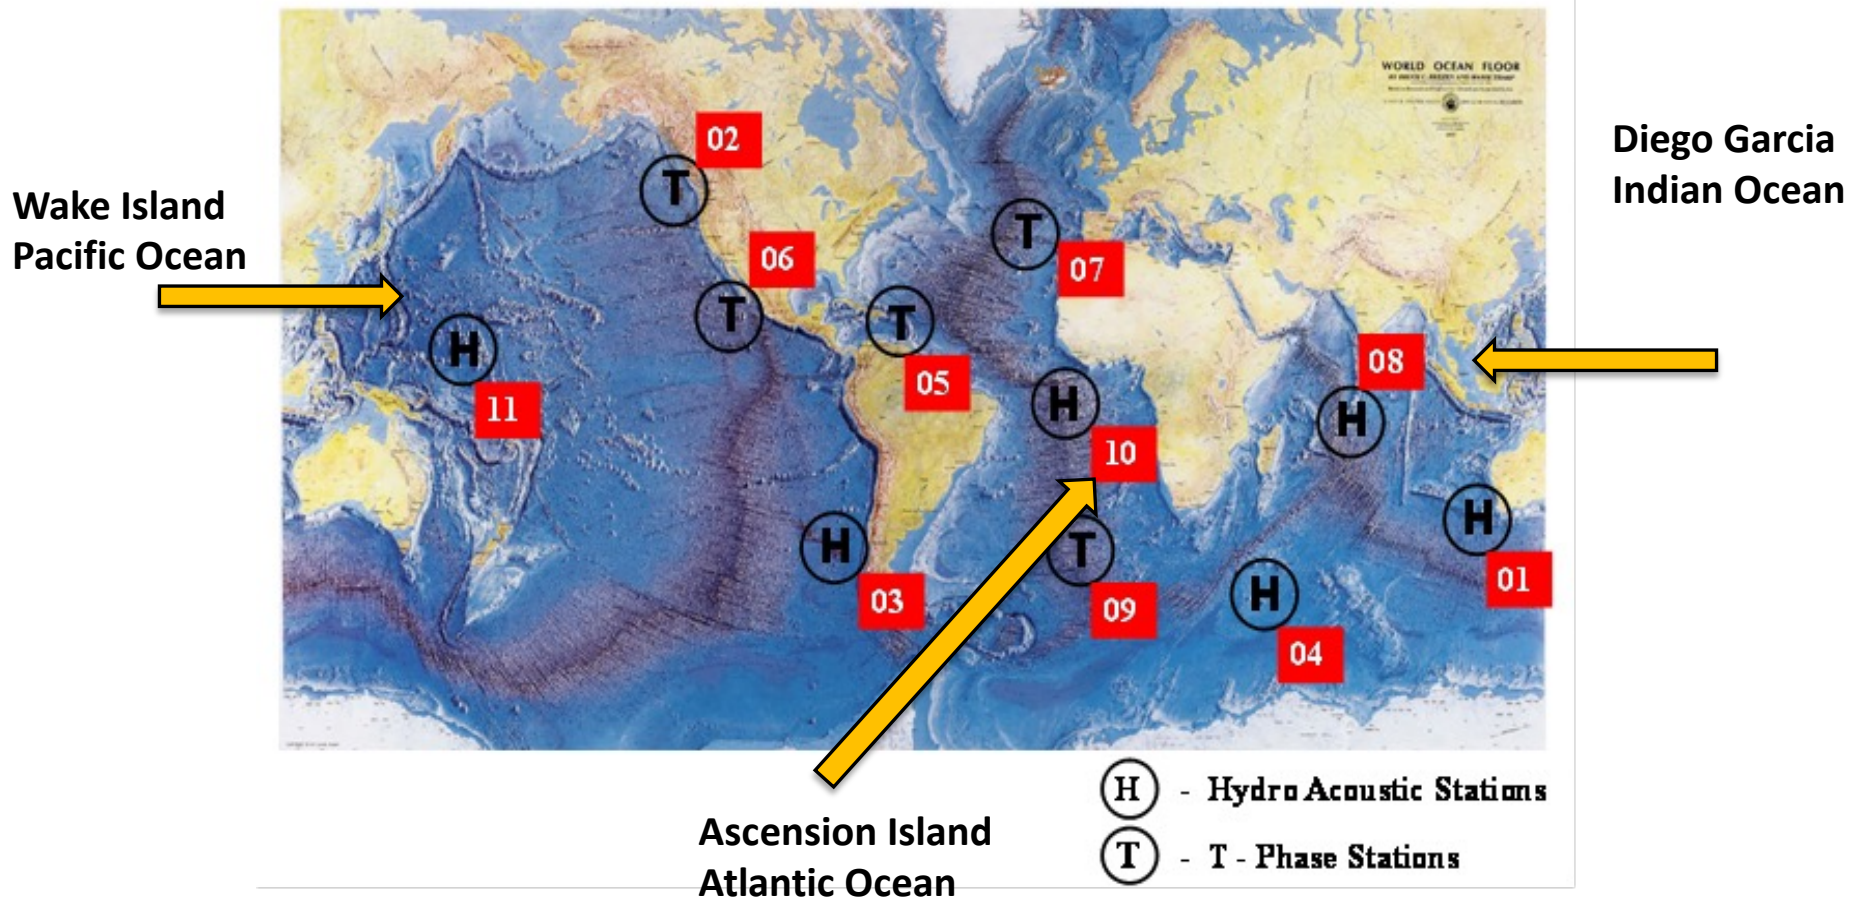 WORLD OCEAN FLOOR
02
Diego Garcia
Indian Ocean
Wake Island
Pacific Ocean
T
T
06
07
T
T
H
08
05
11
H
H
10
H
H
T
03
09
H
01
04
H - Hydro Acoustic Stations
T - T - Phase Stations
Ascension Island
Atlantic Ocean